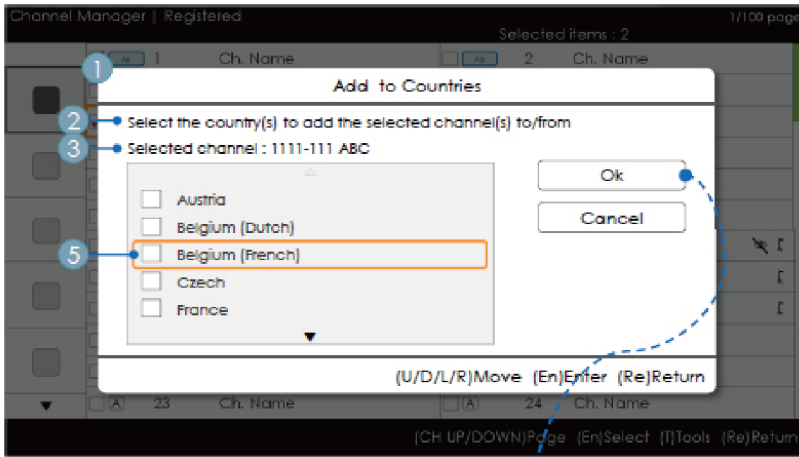 Channel Manager | Registered
1/100 page
Selected items : 2
Az 1 Ch. Name
Az 2 Ch. Name
1
Add to Countries
2 Select the country(s) to add the selected channel(s) to/from
3 Selected channel : 1111-111 ABC
Ok
Austria
Cancel
Belgium (Dutch)
5 Belgium (French)
Czech
France
(U/D/L/R)Move (En)Enter (Re)Return
A 23 Ch. Name
A 24 Ch. Name
(CH UP/DOWN)Page (En)Select (T)Tools (Re)Return